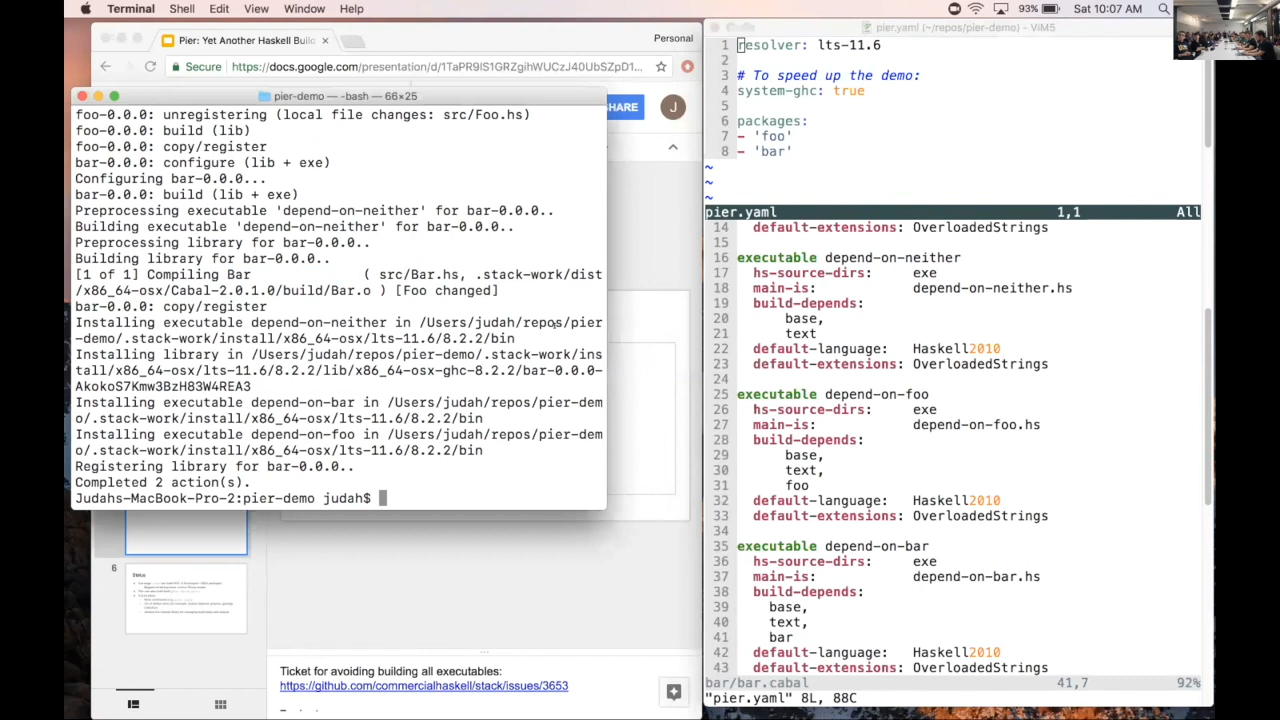 Terminal Shell Edit View Window Help
93% Sat 10:07 AM
Pier: Yet Another Haskell Buil
Personal
Secure https://docs.google.com/presentation/d/1TaPR9SC1GRZgihWUCzJ40UbSZpD1...
SHARE J
pier-demo — -bash — 66×25
foo-0.0.0: unregistering (local file changes: src/Foo.hs)
foo-0.0.0: build (lib)
foo-0.0.0: copy/register
bar-0.0.0: configure (lib + exe)
Configuring bar-0.0.0...
bar-0.0.0: build (lib + exe)
Preprocessing executable 'depend-on-neither' for bar-0.0.0..
Building executable 'depend-on-neither' for bar-0.0.0..
Preprocessing library for bar-0.0.0..
Building library for bar-0.0.0..
[1 of 1] Compiling Bar ( src/Bar.hs, .stack-work/dist
/x86_64-osx/Cabal-2.0.1.0/build/Bar.o ) [Foo changed]
bar-0.0.0: copy/register
Installing executable depend-on-neither in /Users/judah/repos/pier
-demo/.stack-work/install/x86_64-osx/lts-11.6/8.2.2/bin
Installing library in /Users/judah/repos/pier-demo/.stack-work/ins
tall/x86_64-osx/lts-11.6/8.2.2/lib/x86_64-osx-ghc-8.2.2/bar-0.0.0-
AkokoS7Kmw3BzH83W4REA3
Installing executable depend-on-bar in /Users/judah/repos/pier-dem
o/.stack-work/install/x86_64-osx/lts-11.6/8.2.2/bin
Installing executable depend-on-foo in /Users/judah/repos/pier-dem
o/.stack-work/install/x86_64-osx/lts-11.6/8.2.2/bin
Registering library for bar-0.0.0..
Completed 2 action(s).
Judahs-MacBook-Pro-2:pier-demo judah$
6
Status
Ticket for avoiding building all executables:
https://github.com/commercialhaskell/stack/issues/3653
pier.yaml (~/repos/pier-demo) - VIM5
1 resolver: lts-11.6
2
3 # To speed up the demo:
4 system-ghc: true
5
6 packages:
7 - 'foo'
8 - 'bar'
~
~
~
pier.yaml 1,1 All
14 default-extensions: OverloadedStrings
15
16 executable depend-on-neither
17 hs-source-dirs: exe
18 main-is: depend-on-neither.hs
19 build-depends:
20 base,
21 text
22 default-language: Haskell2010
23 default-extensions: OverloadedStrings
24
25 executable depend-on-foo
26 hs-source-dirs: exe
27 main-is: depend-on-foo.hs
28 build-depends:
29 base,
30 text,
31 foo
32 default-language: Haskell2010
33 default-extensions: OverloadedStrings
34
35 executable depend-on-bar
36 hs-source-dirs: exe
37 main-is: depend-on-bar.hs
38 build-depends:
39 base,
40 text,
41 bar
42 default-language: Haskell2010
43 default-extensions: OverloadedStrings
bar/bar.cabal 41,7 92%
"pier.yaml" 8L, 88C